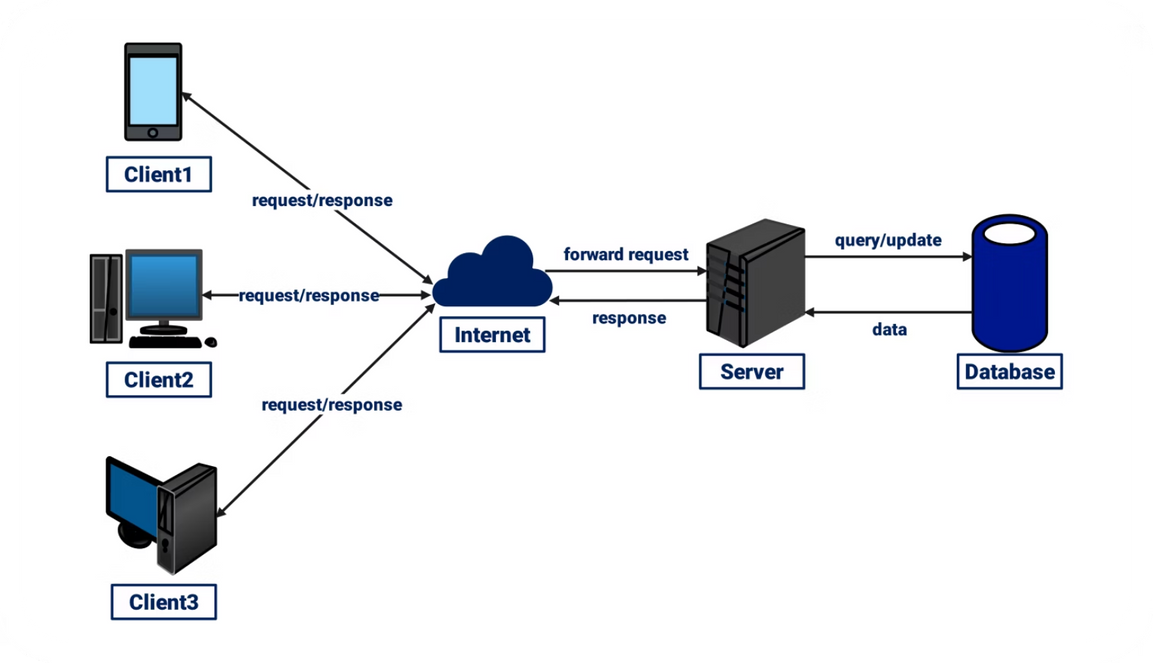 Client1
request/response
request/response
Client2
request/response
Client3
Internet
forward request
response
Server
query/update
data
Database